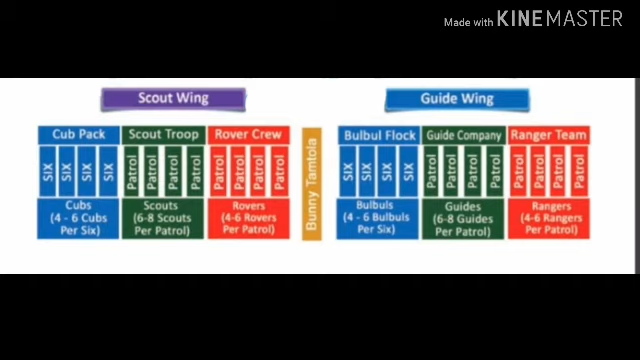 Made with KINEMASTER
Scout Wing
Guide Wing
Cub Pack
Scout Troop
Rover Crew
SIX
SIX
SIX
SIX
Patrol
Patrol
Patrol
Patrol
Patrol
Patrol
Patrol
Patrol
Cubs
(4 - 6 Cubs
Per Six)
Scouts
(6-8 Scouts
Per Patrol)
Rovers
(4-6 Rovers
Per Patrol)
Bunny Tamtola
Bulbul Flock
Guide Company
Ranger Team
SIX
SIX
SIX
SIX
Patrol
Patrol
Patrol
Patrol
Patrol
Patrol
Patrol
Patrol
Bulbuls
(4 - 6 Bulbuls
Per Six)
Guides
(6-8 Guides
Per Patrol)
Rangers
(4-6 Rangers
Per Patrol)